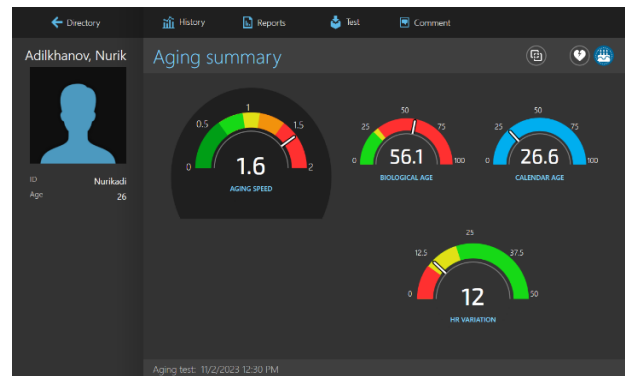 Directory
History
Reports
Test
Comment
Adilkhanov, Nurik
Aging summary
ID
Nurikadi
Age
26
0
0.5
1
1.5
2
1.6
AGING SPEED
0
25
50
75
100
56.1
BIOLOGICAL AGE
0
25
50
75
100
26.6
CALENDAR AGE
0
12.5
25
37.5
50
12
HR VARIATION
Aging test: 11/2/2023 12:30 PM